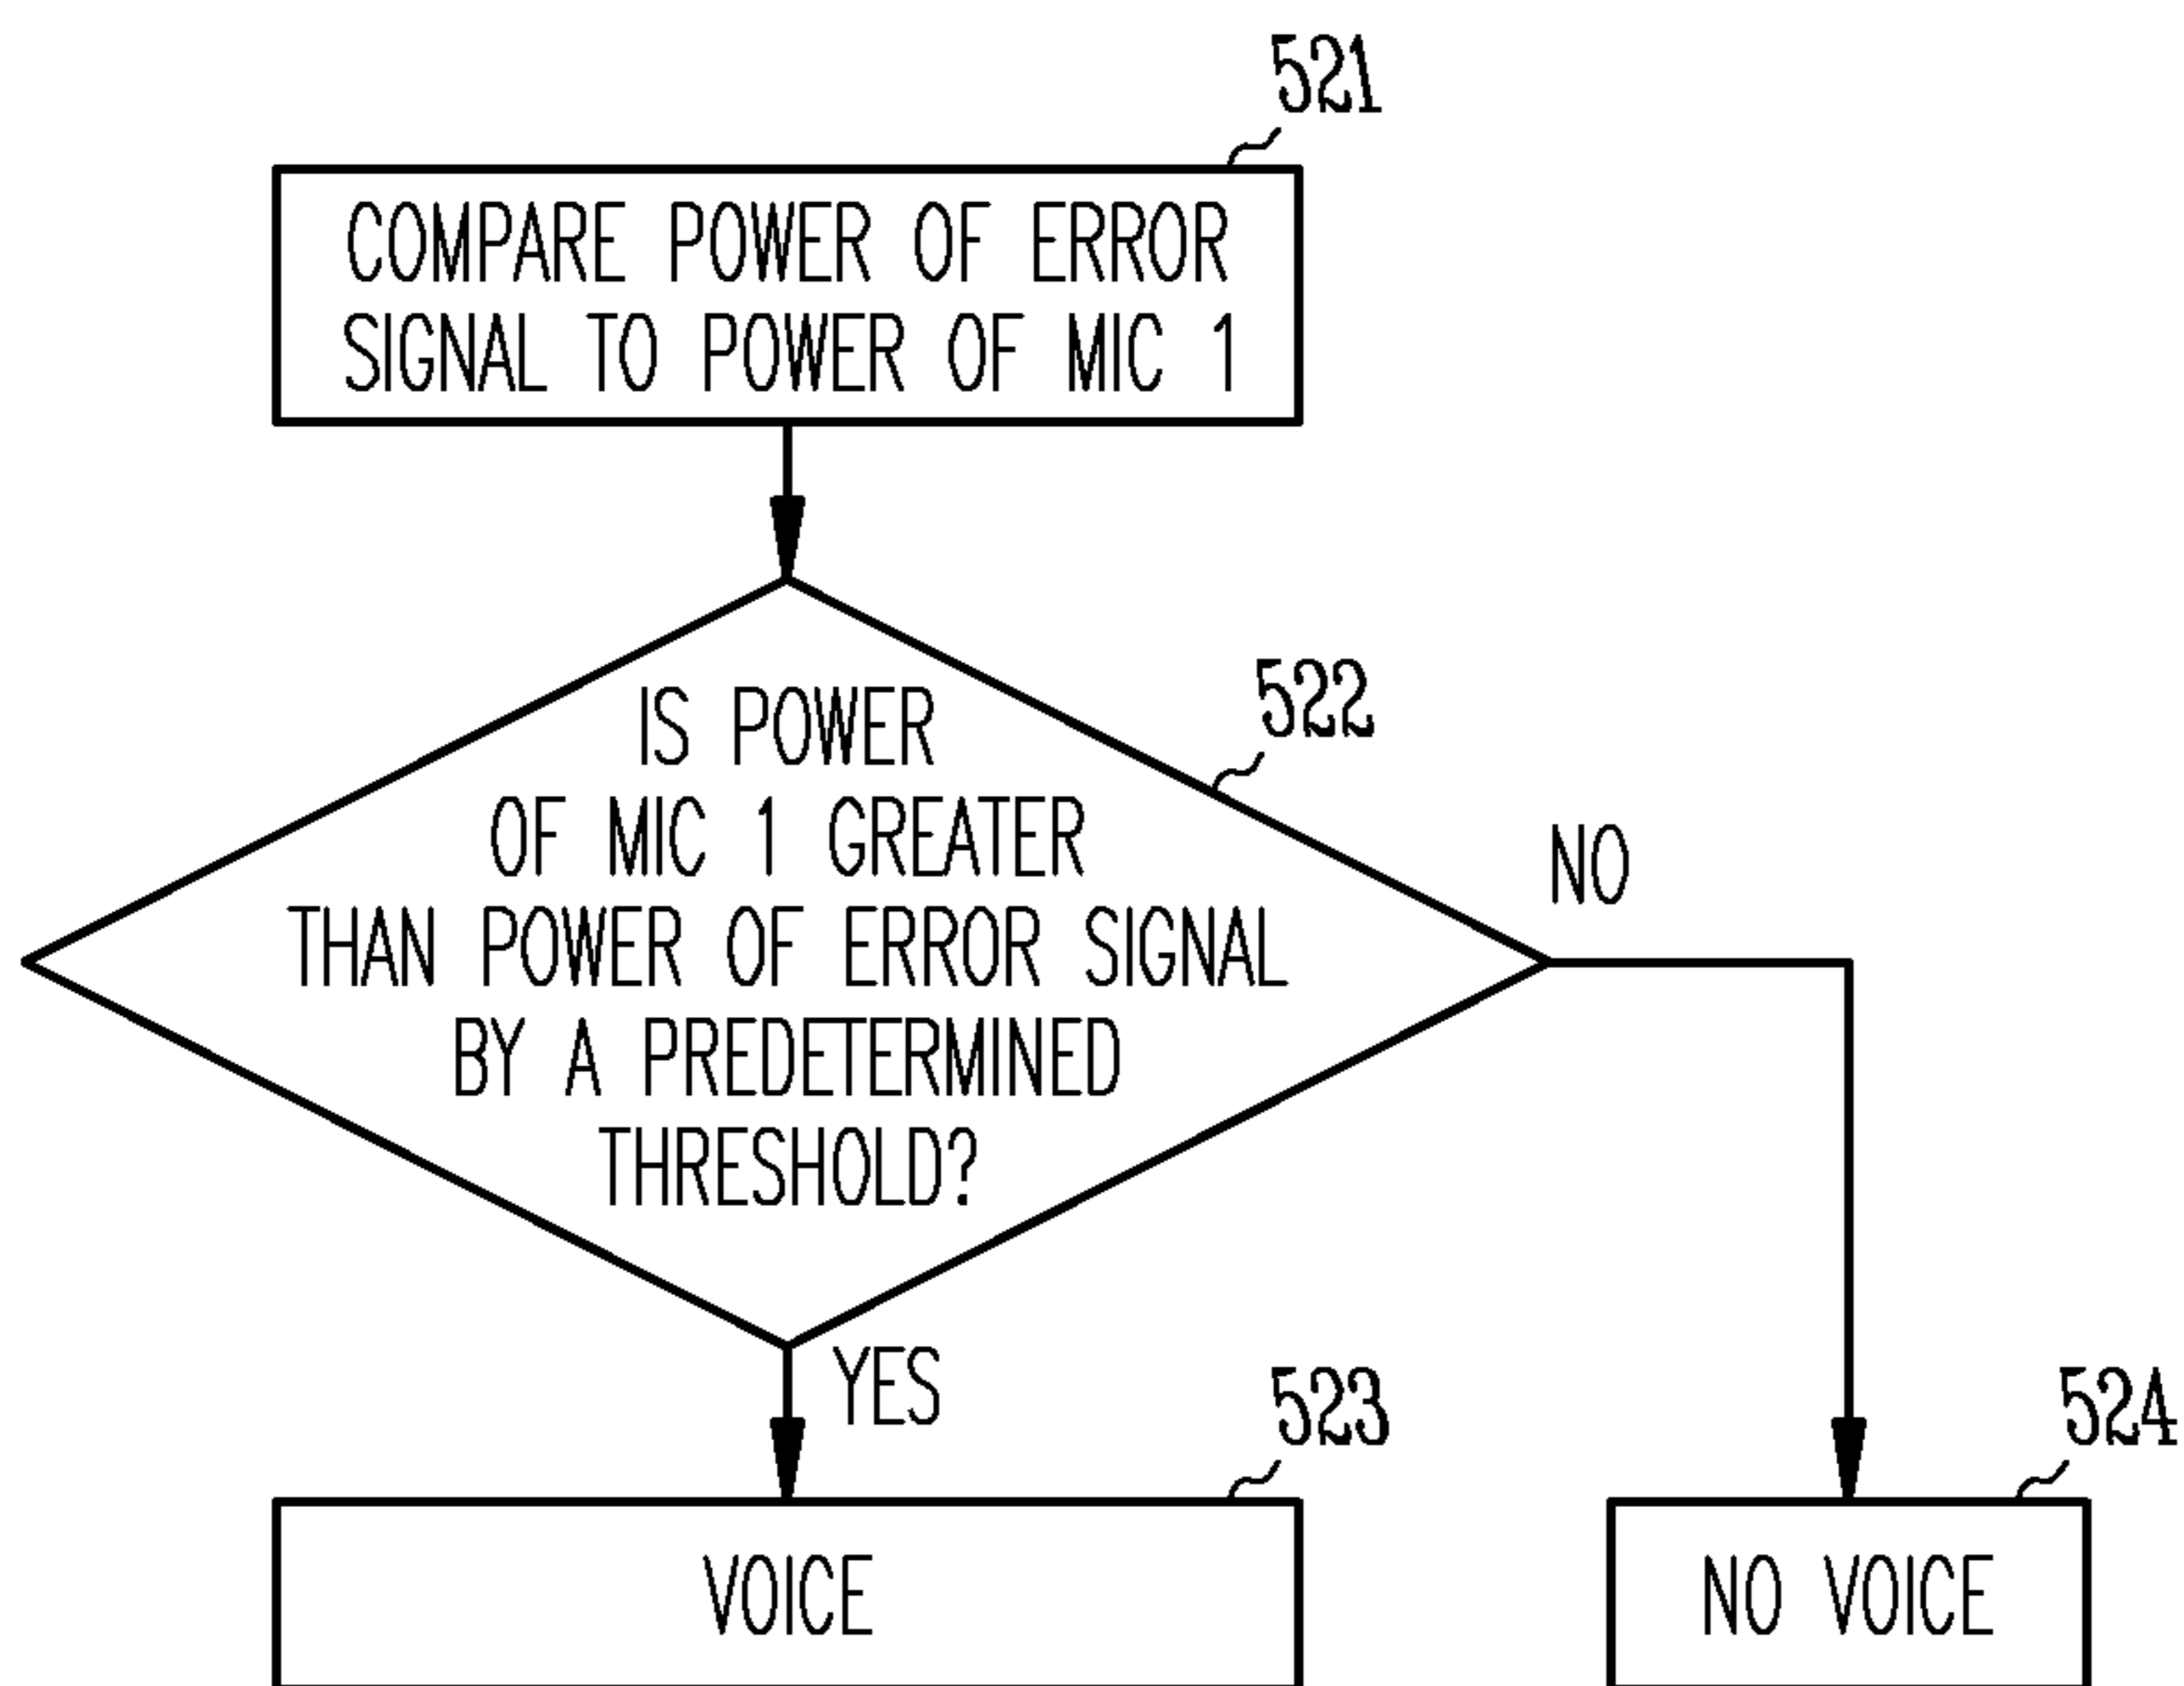 521
COMPARE POWER OF ERROR
SIGNAL TO POWER OF MIC 1
522
IS POWER
OF MIC 1 GREATER
THAN POWER OF ERROR SIGNAL
BY A PREDETERMINED
THRESHOLD?
NO
YES
523
VOICE
524
NO VOICE